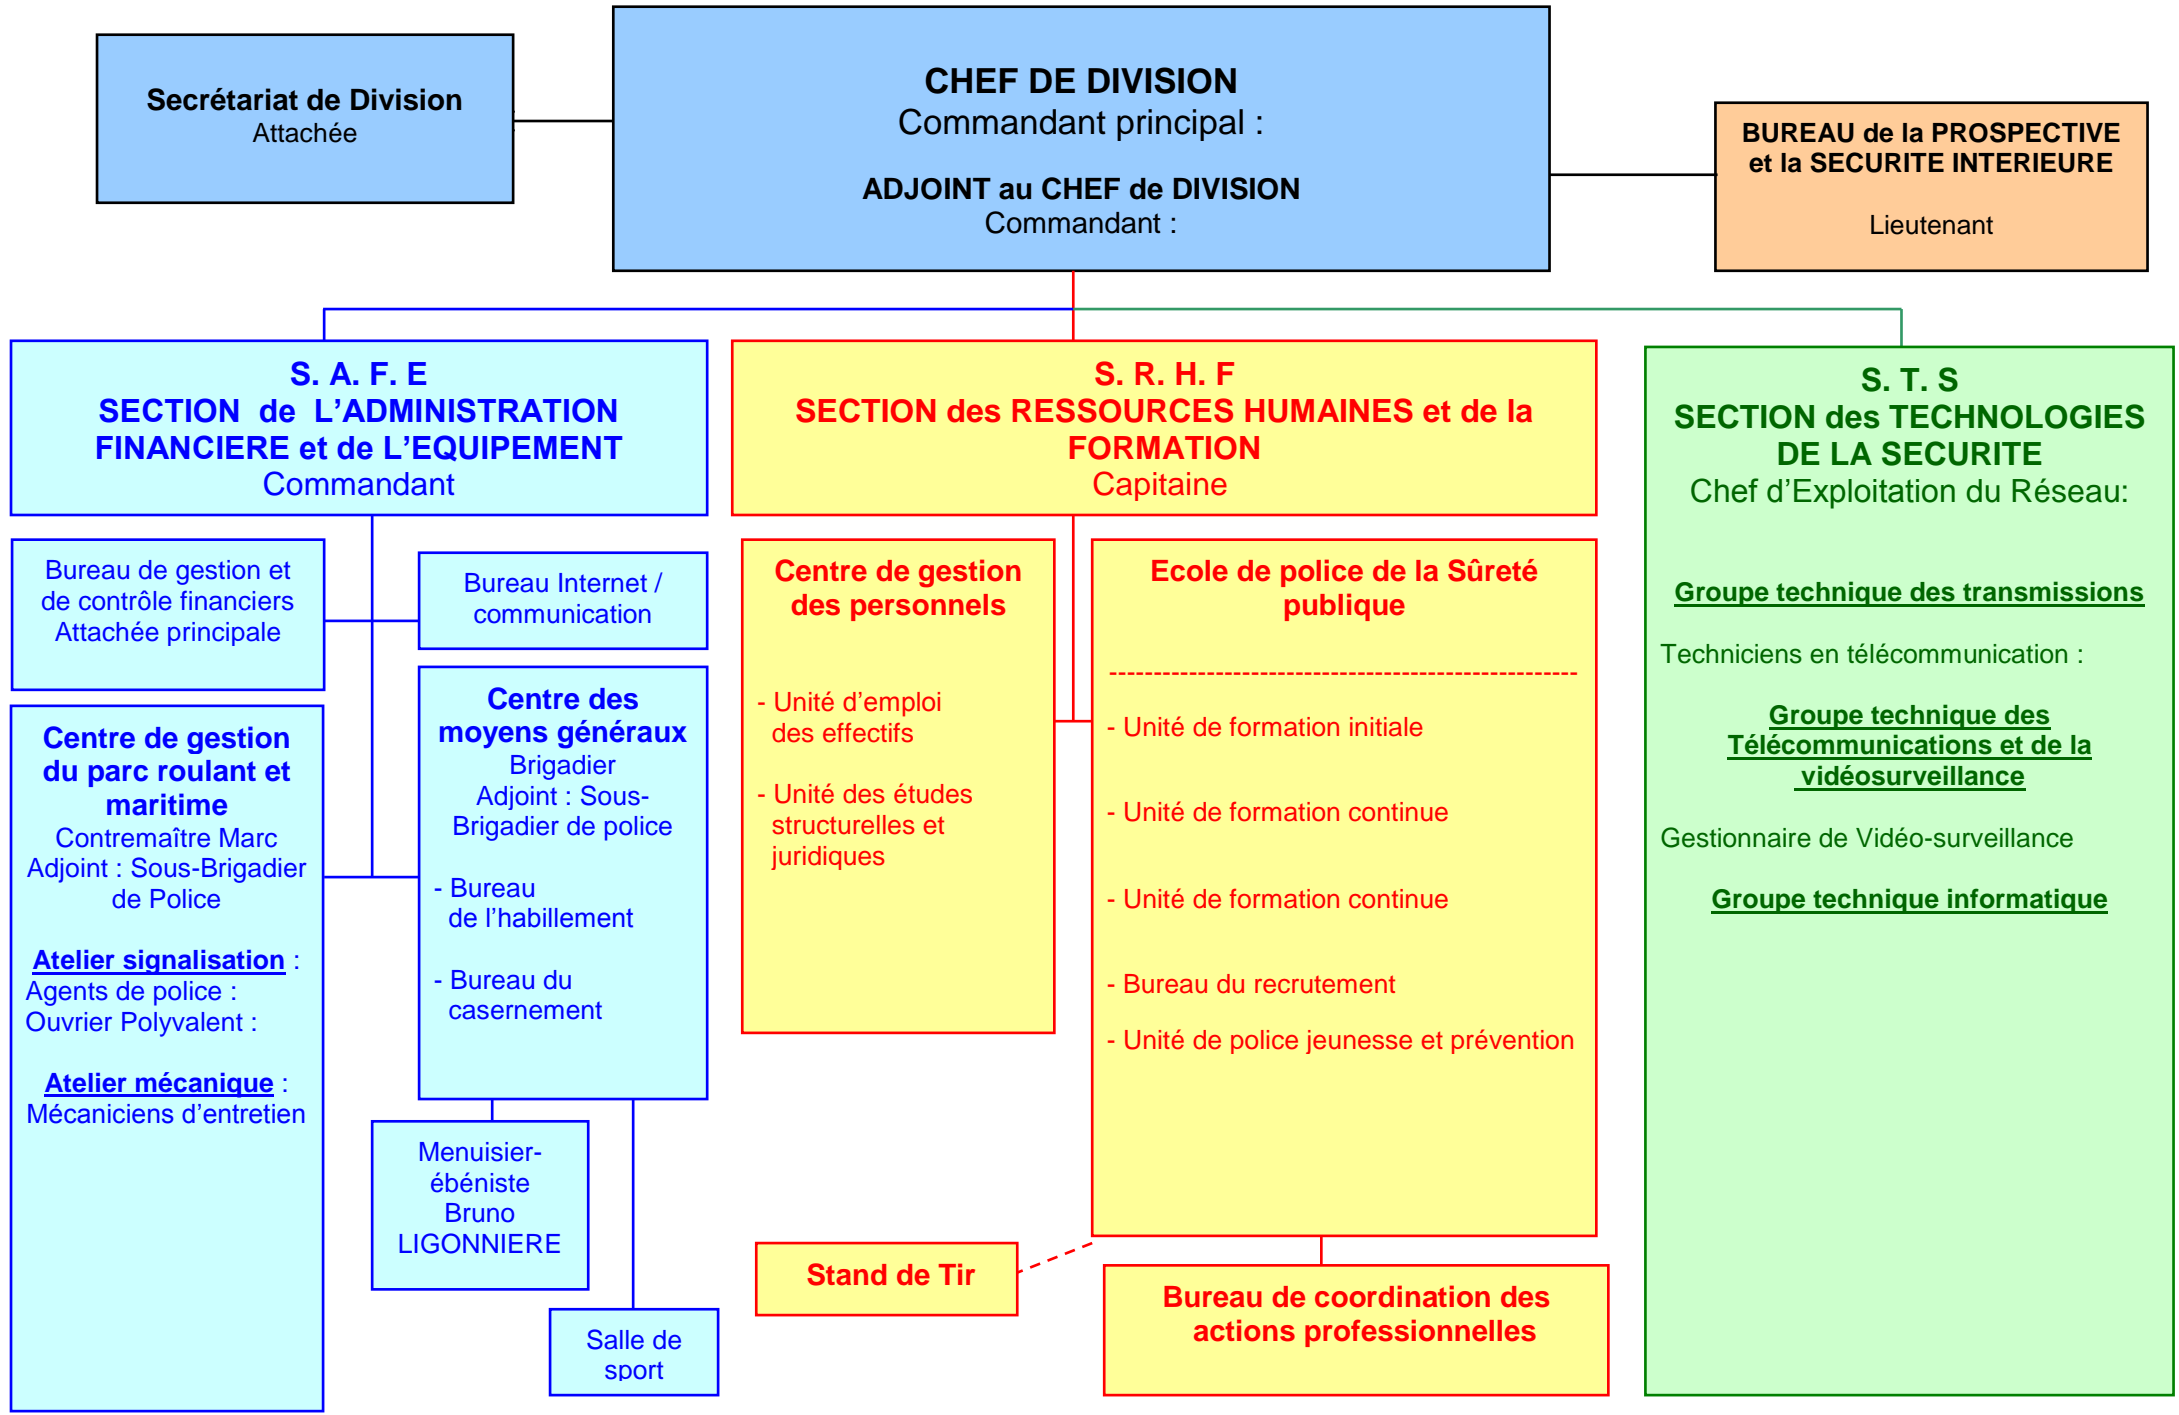 Secrétariat de Division
Attachée
CHEF DE DIVISION
Commandant principal :
ADJOINT au CHEF de DIVISION
Commandant :
BUREAU de la PROSPECTIVE
et la SECURITE INTERIEURE
Lieutenant
S. A. F. E
SECTION de L'ADMINISTRATION
FINANCIERE et de L'EQUIPEMENT
Commandant
S. R. H. F
SECTION des RESSOURCES HUMAINES et de la
FORMATION
Capitaine
S. T. S
SECTION des TECHNOLOGIES
DE LA SECURITE
Chef d'Exploitation du Réseau:
Groupe technique des transmissions
Techniciens en télécommunication :
Groupe technique des
Télécommunications et de la
vidéosurveillance
Gestionnaire de Vidéo-surveillance
Groupe technique informatique
Bureau de gestion et
de contrôle financiers
Attachée principale
Bureau Internet /
communication
Centre de gestion
du parc roulant et
maritime
Contremaître Marc
Adjoint : Sous-Brigadier
de Police
Atelier signalisation :
Agents de police :
Ouvrier Polyvalent :
Atelier mécanique :
Mécaniciens d'entretien
Centre des
moyens généraux
Brigadier
Adjoint : Sous-
Brigadier de police
- Bureau
de l'habillement
- Bureau du
casernement
Menuisier-
ébéniste
Bruno
LIGONNIERE
Salle de
sport
Centre de gestion
des personnels
- Unité d'emploi
des effectifs
- Unité des études
structurelles et
juridiques
Ecole de police de la Sûreté
publique
----------------------------------------------------
- Unité de formation initiale
- Unité de formation continue
- Unité de formation continue
- Bureau du recrutement
- Unité de police jeunesse et prévention
Stand de Tir
Bureau de coordination des
actions professionnelles